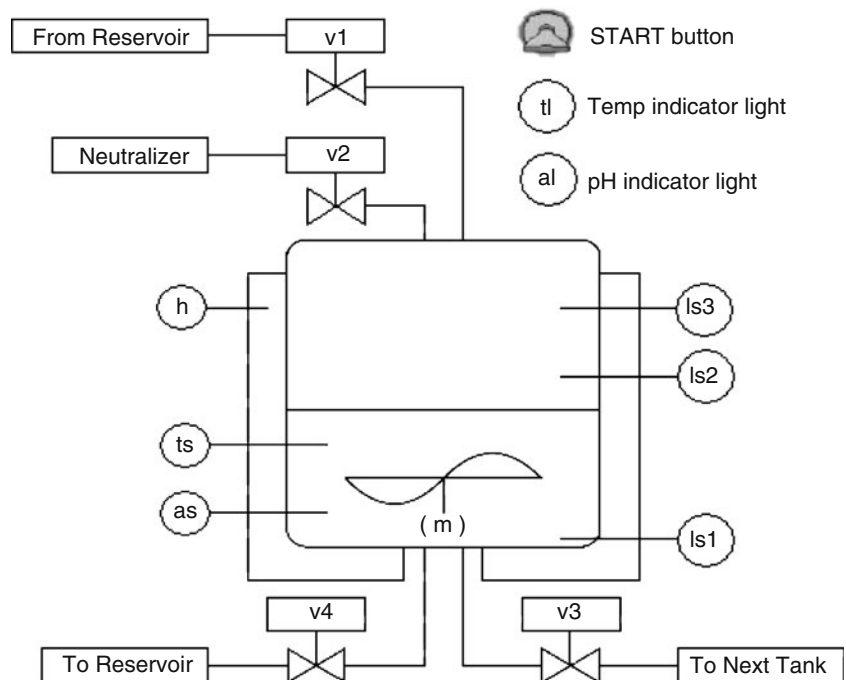 From Reservoir
v1
START button
tl
Temp indicator light
Neutralizer
v2
al
pH indicator light
h
ls3
ls2
ts
as
( m )
ls1
v4
v3
To Reservoir
To Next Tank